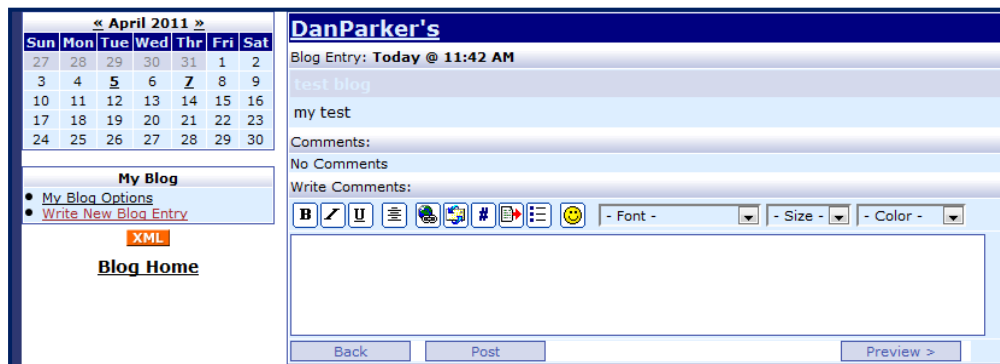 « April 2011 »
Sun Mon Tue Wed Thr Fri Sat
27 28 29 30 31 1 2
3 4 5 6 7 8 9
10 11 12 13 14 15 16
17 18 19 20 21 22 23
24 25 26 27 28 29 30
My Blog
My Blog Options
Write New Blog Entry
XML
Blog Home
DanParker's
Blog Entry: Today @ 11:42 AM
test blog
my test
Comments:
No Comments
Write Comments:
B I U # - Font - - Size - - Color -
Back Post Preview >